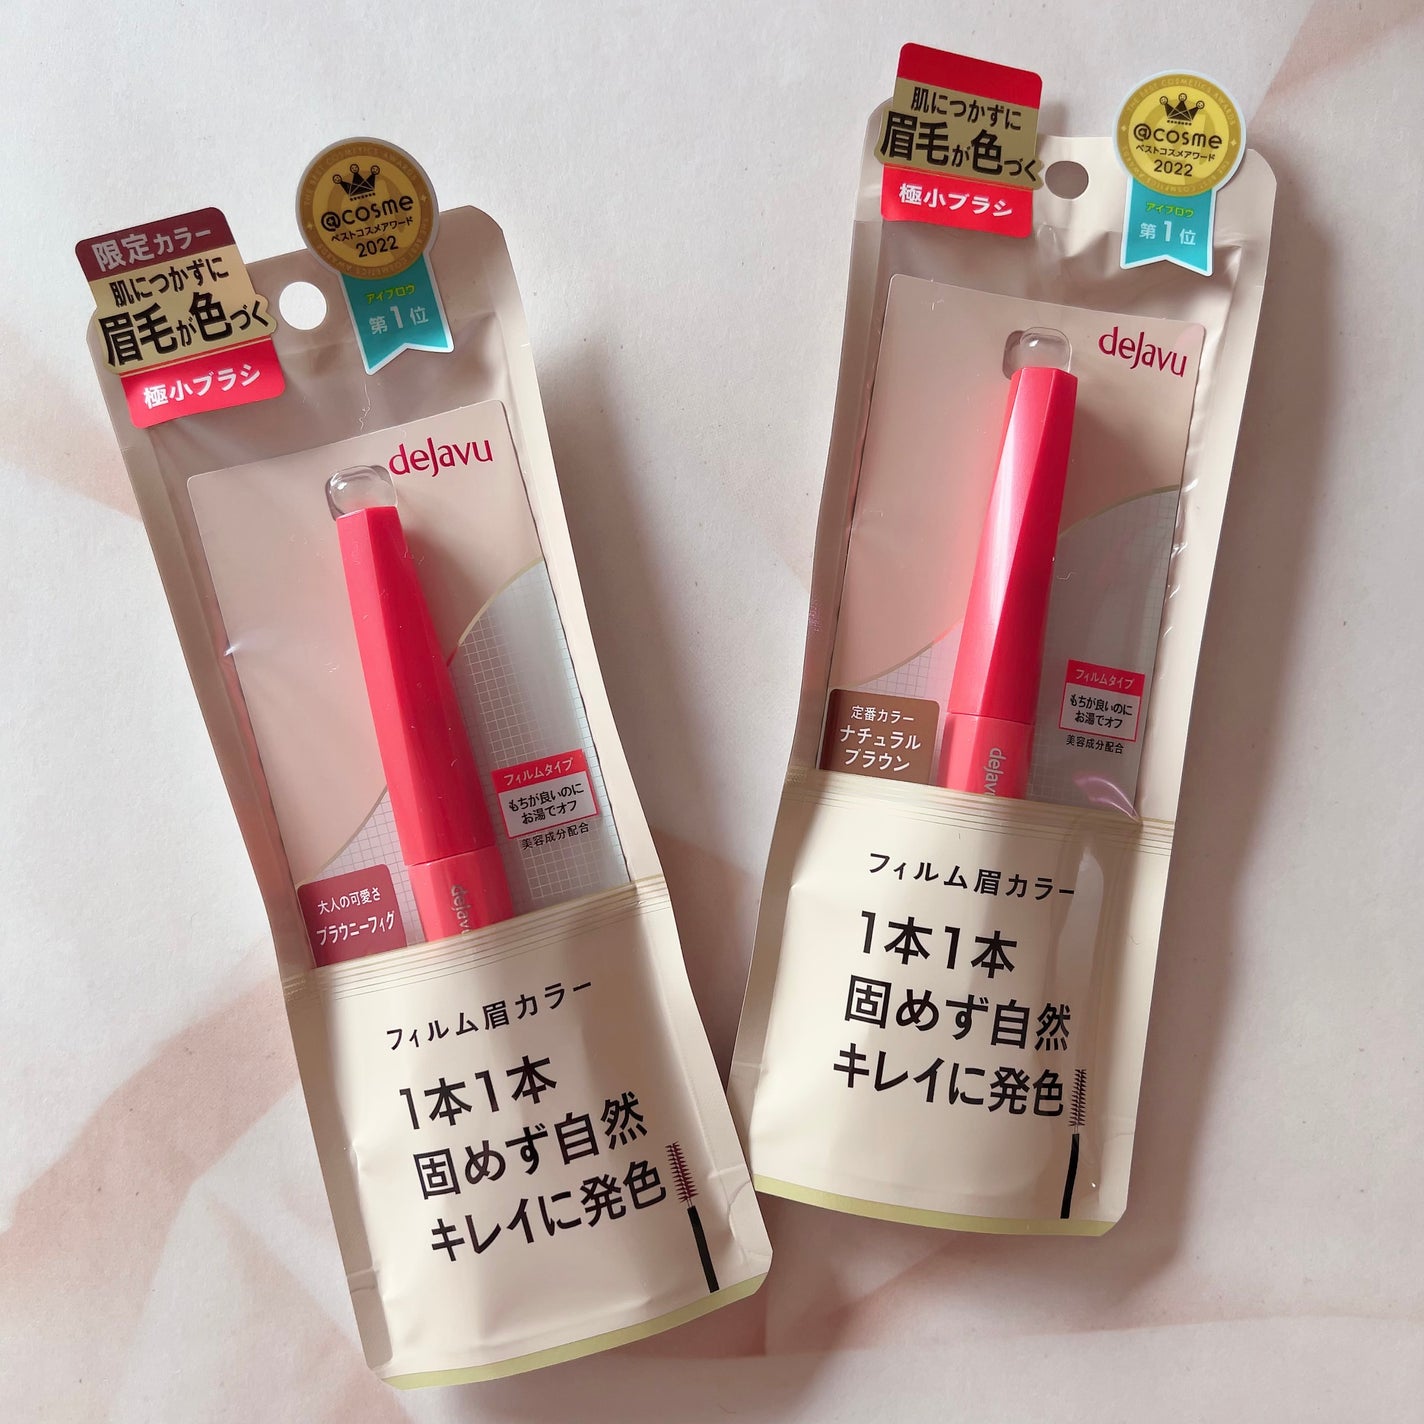 限定カラー
肌につかずに
眉毛が色づく
極小ブラシ
THE BEST COSMETICS AWARDS
@cosme
ベストコスメアワード
2022
アイブロウ
第1位
deJavu
フィルムタイプ
もちが良いのに
お湯でオフ
美容成分配合
大人の可愛さ
ブラウニーフィグ
deJavu
フィルム眉カラー
1本1本
固めず自然
キレイに発色
肌につかずに
眉毛が色づく
極小ブラシ
THE BEST COSMETICS AWARDS
@cosme
ベストコスメアワード
2022
アイブロウ
第1位
deJavu
フィルムタイプ
もちが良いのに
お湯でオフ
美容成分配合
定番カラー
ナチュラル
ブラウン
deJav
フィルム眉カラー
1本1本
固めず自然
キレイに発色